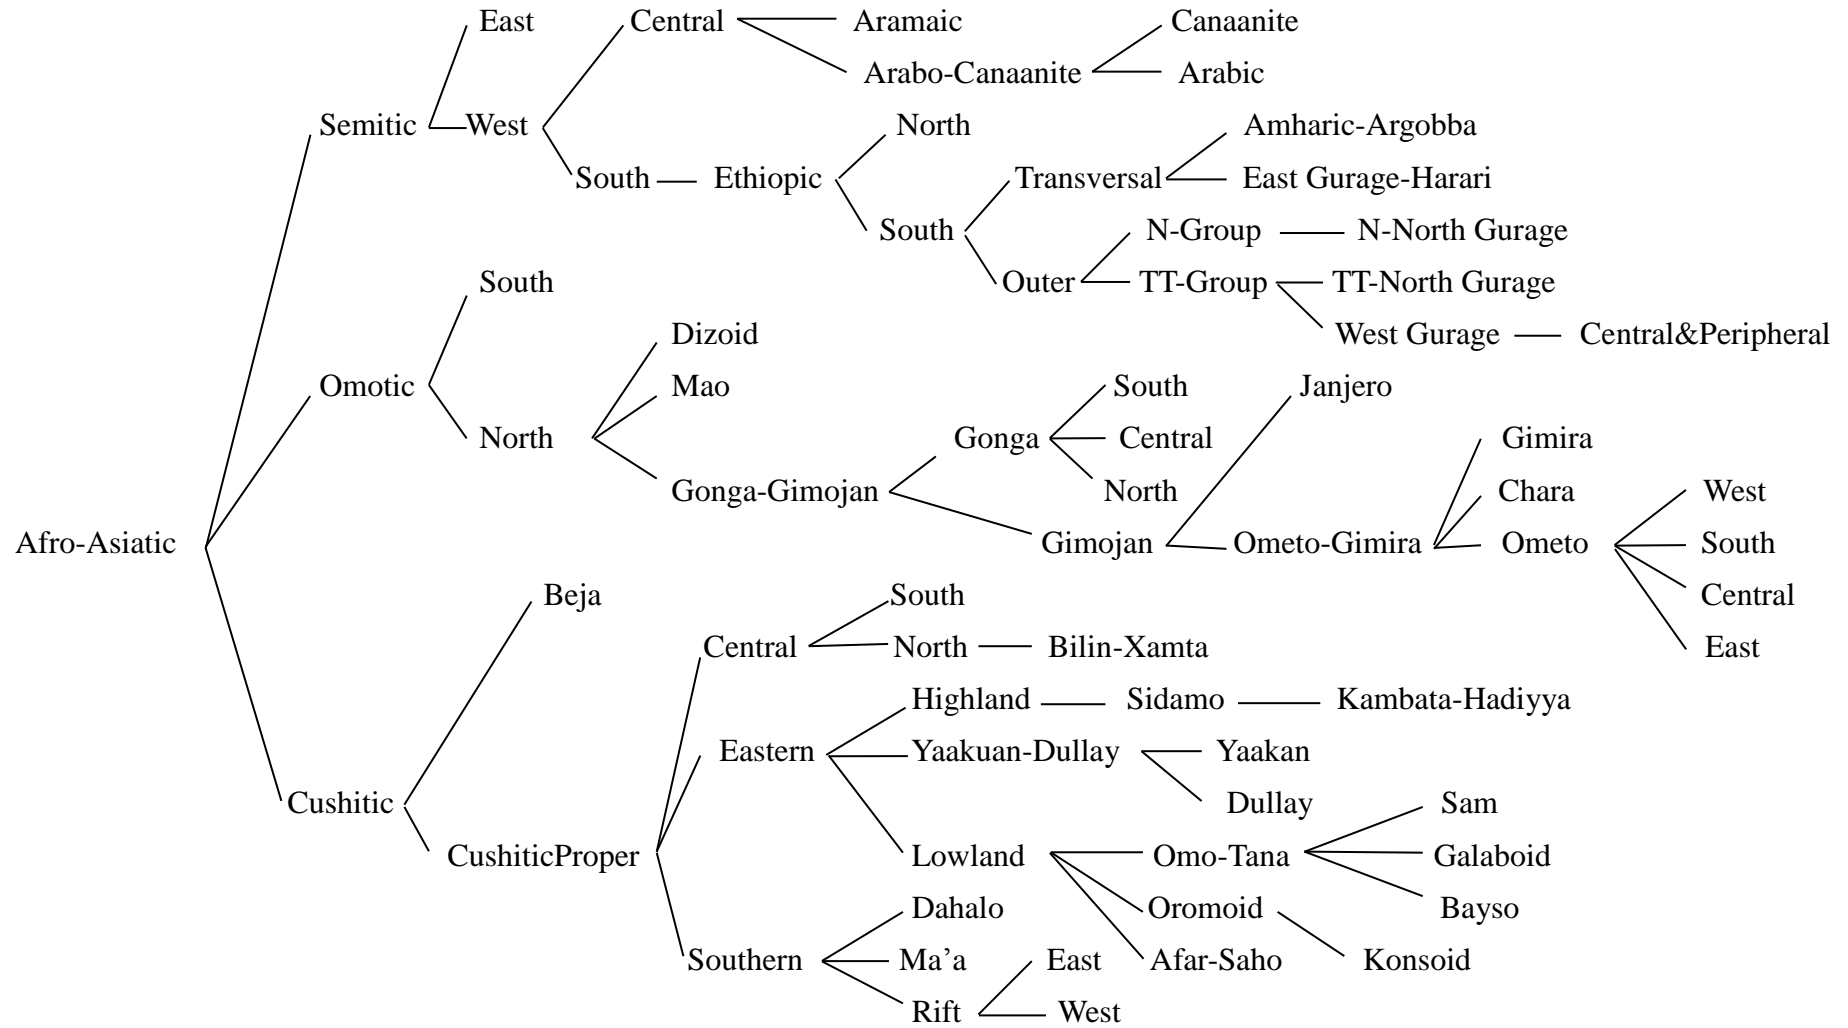 East Central Aramaic Canaanite
Arabo-Canaanite Arabic
Semitic West North Amharic-Argobba
South Ethiopic Transversal East Gurage-Harari
South N-Group N-North Gurage
South Outer TT-Group TT-North Gurage
Dizoid West Gurage Central&Peripheral
Omotic Mao South Janjero
North Gonga Central Gimira
Gonga-Gimojan North Chara West
Afro-Asiatic Gimojan Ometo-Gimira Ometo South
Beja South Central
Central North Bilin-Xamta East
Highland Sidamo Kambata-Hadiyya
Eastern Yaakuan-Dullay Yaakan
Cushitic Dullay Sam
CushiticProper Lowland Omo-Tana Galaboid
Dahalo Oromoid Bayso
Southern Ma’a East Afar-Saho Konsoid
Rift West